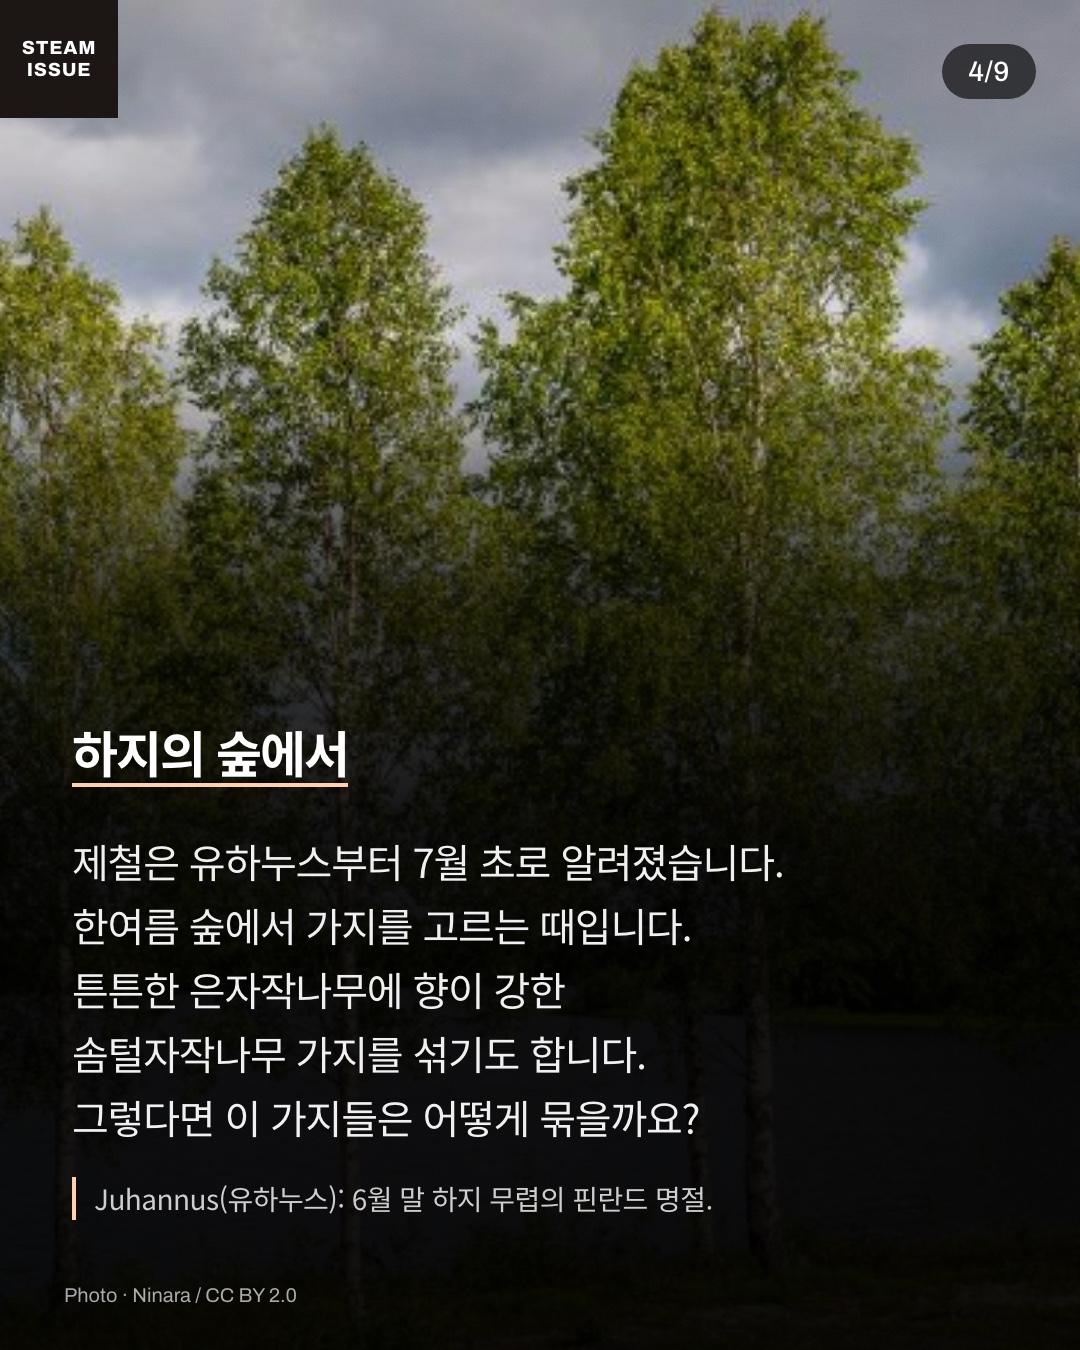 STEAM
ISSUE
4/9
하지의 숲에서
제철은 유하누스부터 7월 초로 알려졌습니다.
한여름 숲에서 가지를 고르는 때입니다.
튼튼한 은자작나무에 향이 강한
솜털자작나무 가지를 섞기도 합니다.
그렇다면 이 가지들은 어떻게 묶을까요?
Juhannus(유하누스): 6월 말 하지 무렵의 핀란드 명절.
Photo · Ninara / CC BY 2.0